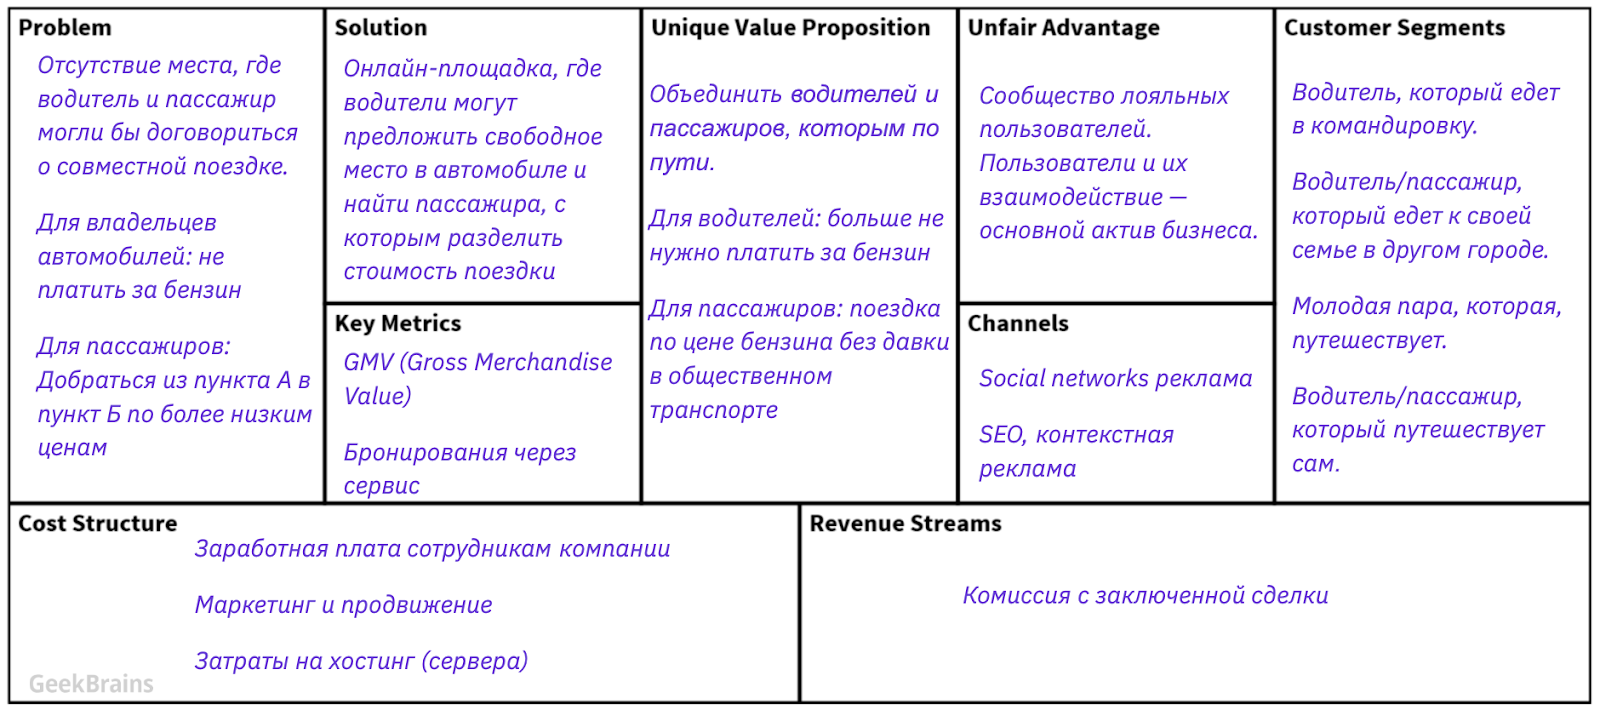 Problem
Отсутствие места, где
водитель и пассажир
могли бы договориться
о совместной поездке.
Для владельцев
автомобилей: не
платить за бензин
Для пассажиров:
Добраться из пункта А в
пункт Б по более низким
ценам
Solution
Онлайн-площадка, где
водители могут
предложить свободное
место в автомобиле и
найти пассажира, с
которым разделить
стоимость поездки
Key Metrics
GMV (Gross Merchandise
Value)
Бронирования через
сервис
Unique Value Proposition
Объединить водителей и
пассажиров, которым по
пути.
Для водителей: больше не
нужно платить за бензин
Для пассажиров: поездка
по цене бензина без давки
в общественном
транспорте
Unfair Advantage
Сообщество лояльных
пользователей.
Пользователи и их
взаимодействие —
основной актив бизнеса.
Channels
Social networks реклама
SEO, контекстная
реклама
Customer Segments
Водитель, который едет
в командировку.
Водитель/пассажир,
который едет к своей
семье в другом городе.
Молодая пара, которая,
путешествует.
Водитель/пассажир,
который путешествует
сам.
Cost Structure
Заработная плата сотрудникам компании
Маркетинг и продвижение
Затраты на хостинг (сервера)
GeekBrains
Revenue Streams
Комиссия с заключенной сделки